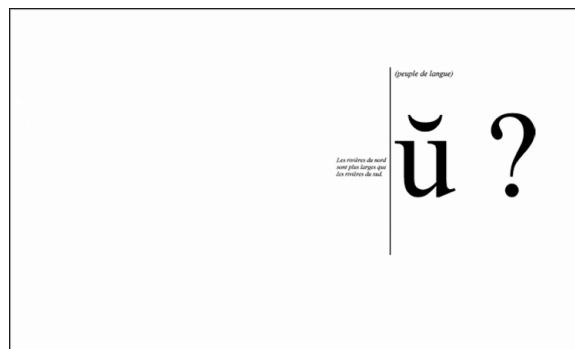 (peuple de langue)
ŭ ?
Les rivières du nord
sont plus larges que
les rivières du sud.